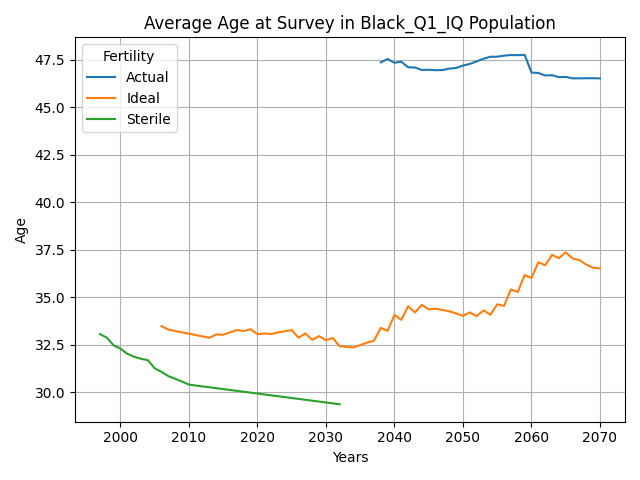 Average Age at Survey in Black_Q1_IQ Population
Fertility
Actual
Ideal
Sterile
47.5
45.0
42.5
40.0
37.5
35.0
32.5
30.0
Age
2000 2010 2020 2030 2040 2050 2060 2070
Years